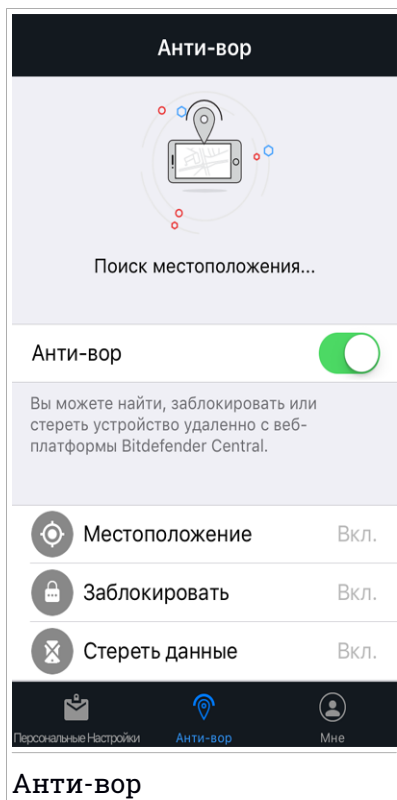 Анти-вор
Поиск местоположения...
Анти-вор
Вы можете найти, заблокировать или
стереть устройство удаленно с веб-
платформы Bitdefender Central.
Местоположение Вкл.
Заблокировать Вкл.
Стереть данные Вкл.
Персональные Настройки Анти-вор Мне
Анти-вор